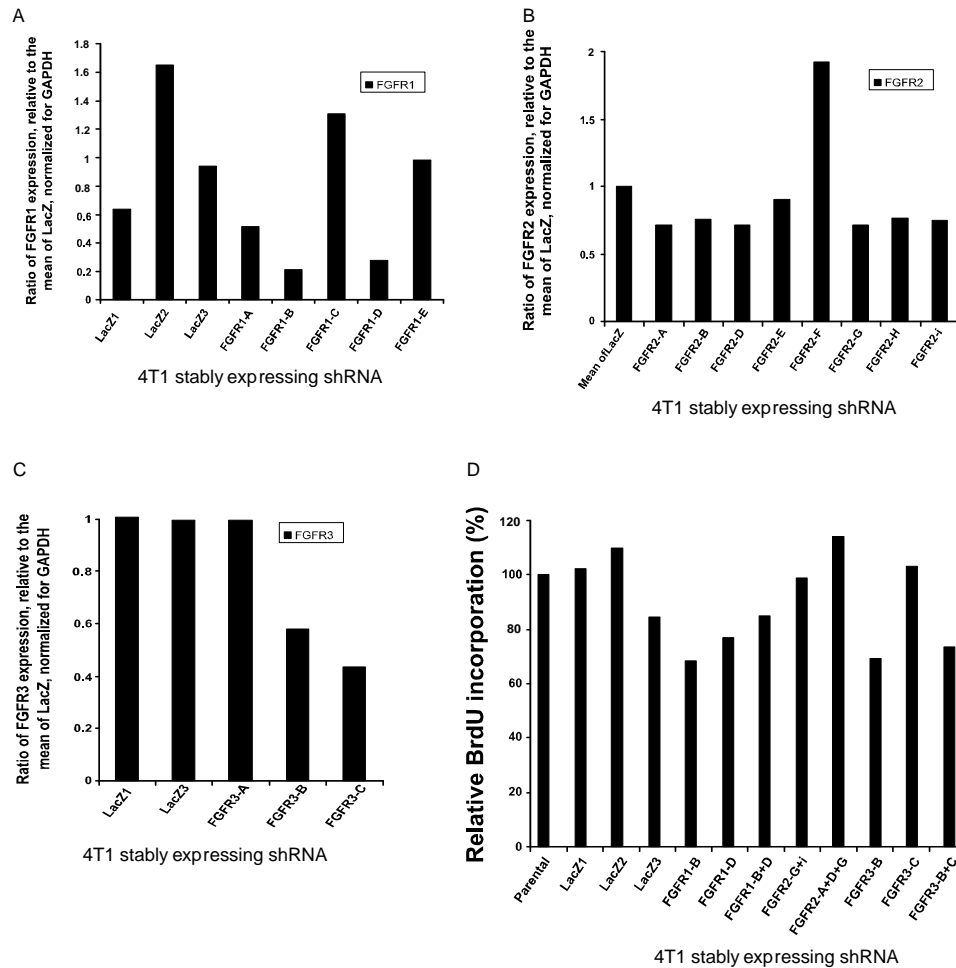 A
Ratio of FGFR1 expression, relative to the
mean of LacZ, normalized for GAPDH
1.8
1.6
1.4
1.2
1
0.8
0.6
0.4
0.2
0
FGFR1
LacZ1
LacZ2
LacZ3
FGFR1-A
FGFR1-B
FGFR1-C
FGFR1-D
FGFR1-E
4T1 stably expressing shRNA
B
Ratio of FGFR2 expression, relative to the
mean of LacZ, normalized for GAPDH
2
1.5
1
0.5
0
FGFR2
Mean of LacZ
FGFR2-A
FGFR2-B
FGFR2-D
FGFR2-E
FGFR2-F
FGFR2-G
FGFR2-H
FGFR2-i
4T1 stably expressing shRNA
C
Ratio of FGFR3 expression, relative to the
mean of LacZ, normalized for GAPDH
1
0.8
0.6
0.4
0.2
0
FGFR3
LacZ1
LacZ3
FGFR3-A
FGFR3-B
FGFR3-C
4T1 stably expressing shRNA
D
Relative BrdU incorporation (%)
120
100
80
60
40
20
0
Parental
LacZ1
LacZ2
LacZ3
FGFR1-B
FGFR1-D
FGFR1-B+D
FGFR2-G+i
FGFR2-A+D+G
FGFR3-B
FGFR3-C
FGFR3-B+C
4T1 stably expressing shRNA